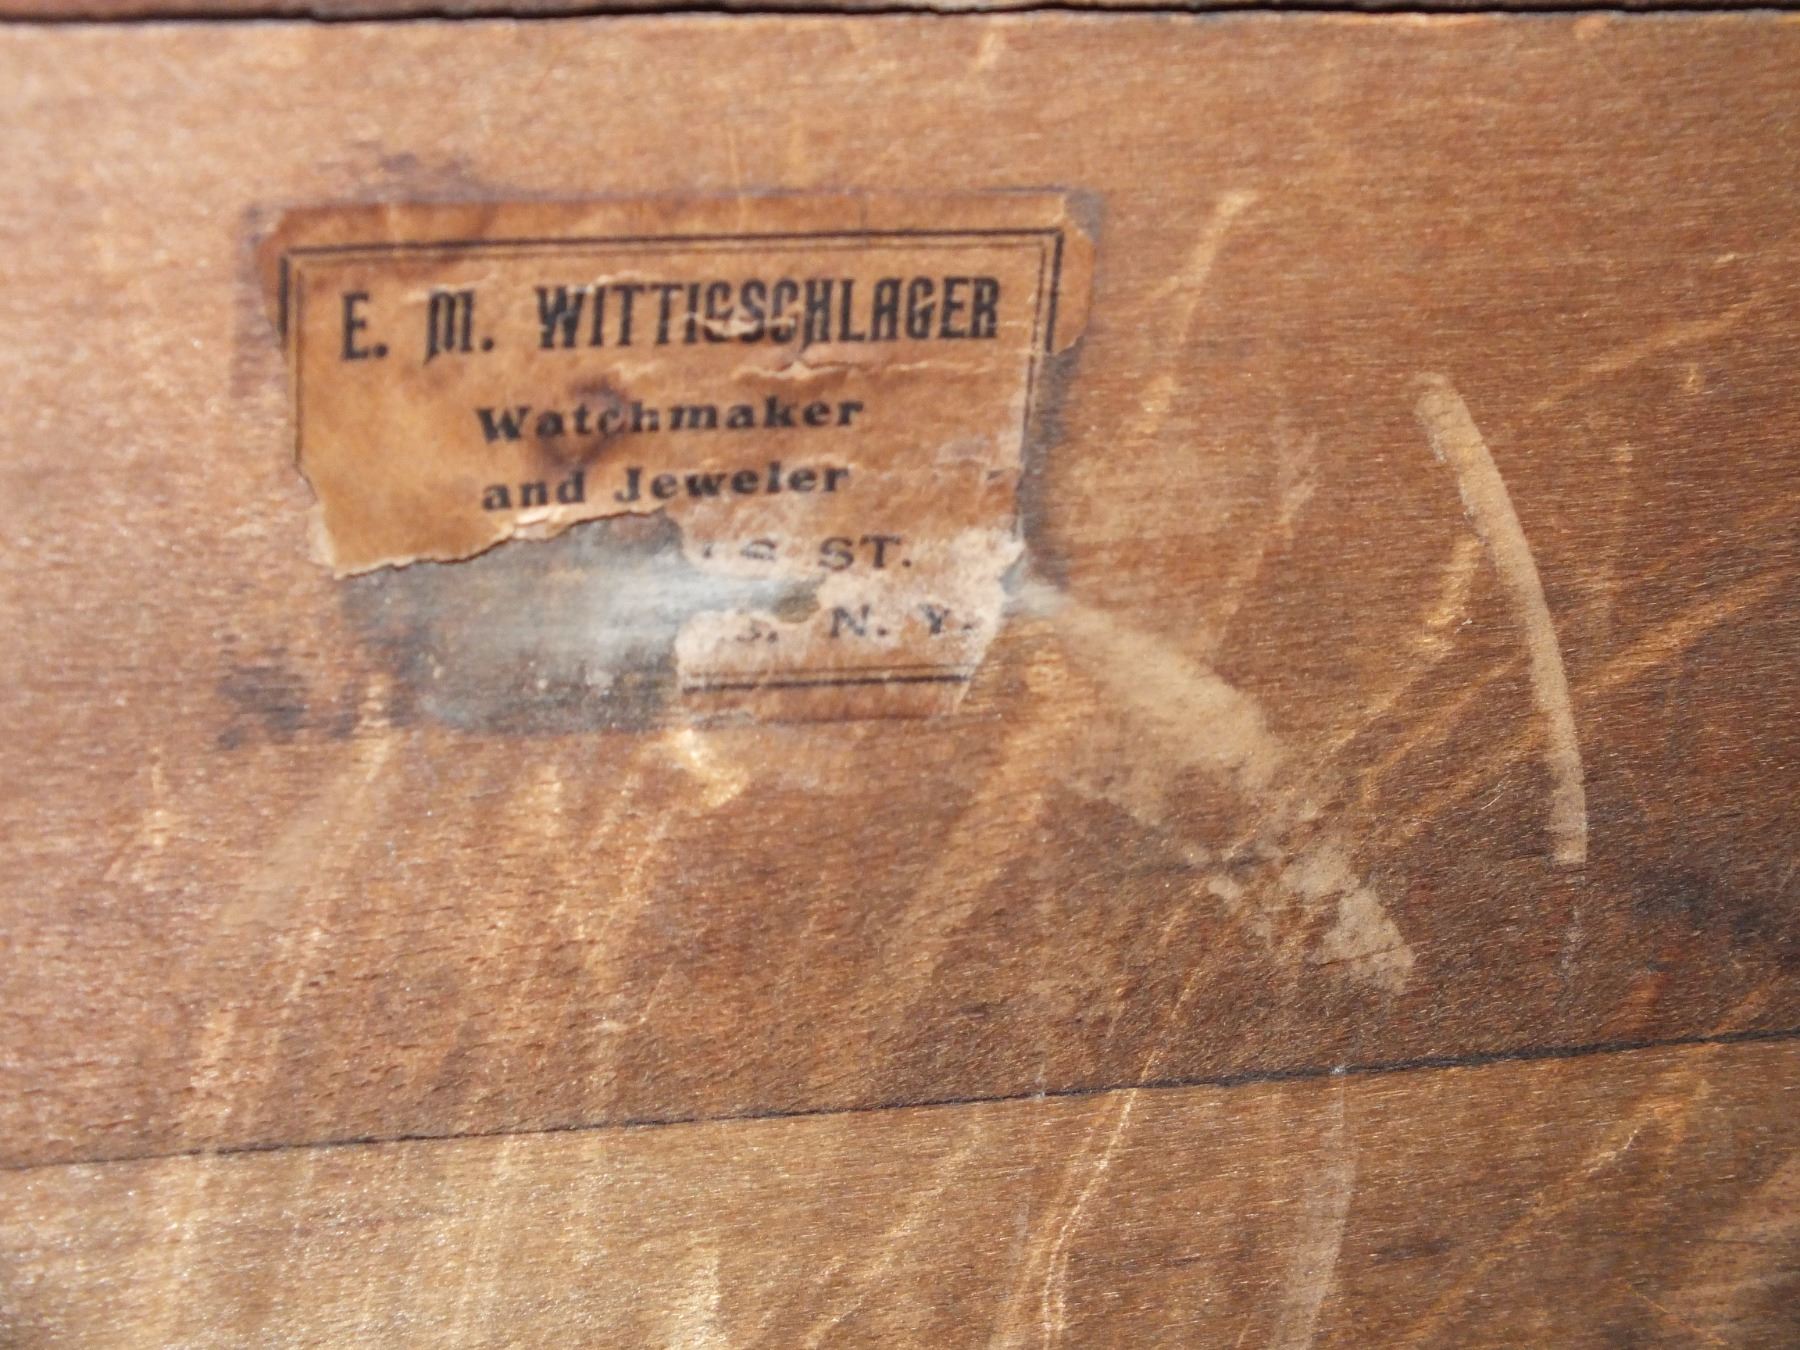 E. M. WITTIGSCHLAGER
Watchmaker
and Jeweler
ST.
N. Y.